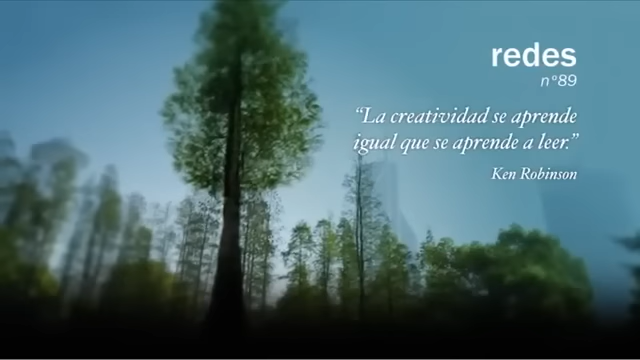 redes
nº89
“La creatividad se aprende
igual que se aprende a leer.”
Ken Robinson